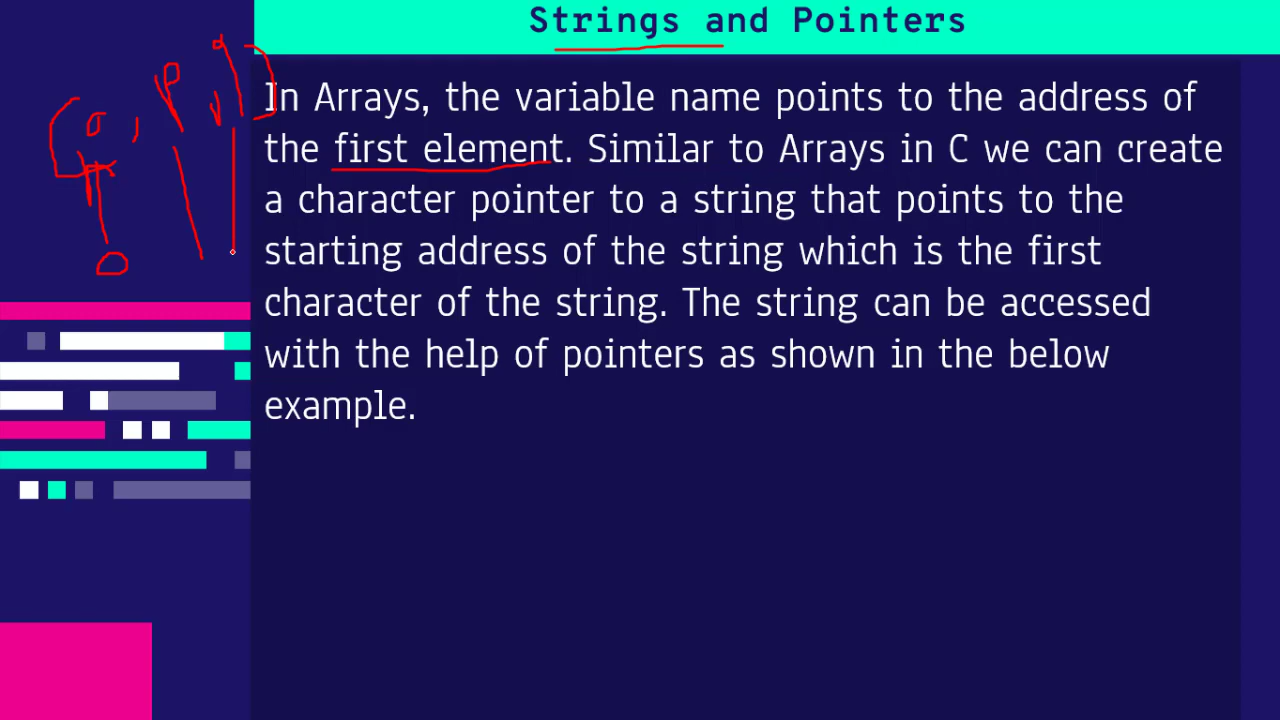 Strings and Pointers
In Arrays, the variable name points to the address of
the first element. Similar to Arrays in C we can create
a character pointer to a string that points to the
starting address of the string which is the first
character of the string. The string can be accessed
with the help of pointers as shown in the below
example.